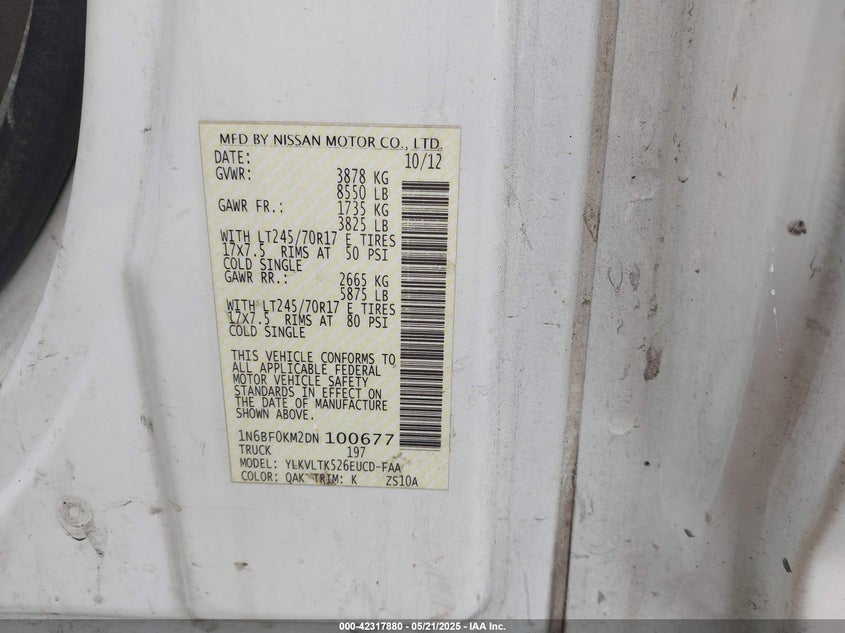 MFD BY NISSAN MOTOR CO., LTD.
DATE: 10/12
GVWR: 3878 KG
8550 LB
GAWR FR.: 1735 KG
3825 LB
WITH LT245/70R17 E TIRES
17X7.5 RIMS AT 50 PSI
COLD SINGLE
GAWR RR.: 2665 KG
5875 LB
WITH LT245/70R17 E TIRES
17X7.5 RIMS AT 80 PSI
COLD SINGLE
THIS VEHICLE CONFORMS TO
ALL APPLICABLE FEDERAL
MOTOR VEHICLE SAFETY
STANDARDS IN EFFECT ON
THE DATE OF MANUFACTURE
SHOWN ABOVE.
1N6BF0KM2DN 100677
TRUCK 197
MODEL: YLKVLTK526EUCD-FAA
COLOR: QAK TRIM: K ZS10A
000-42317880 - 05/21/2025 - IAA Inc.